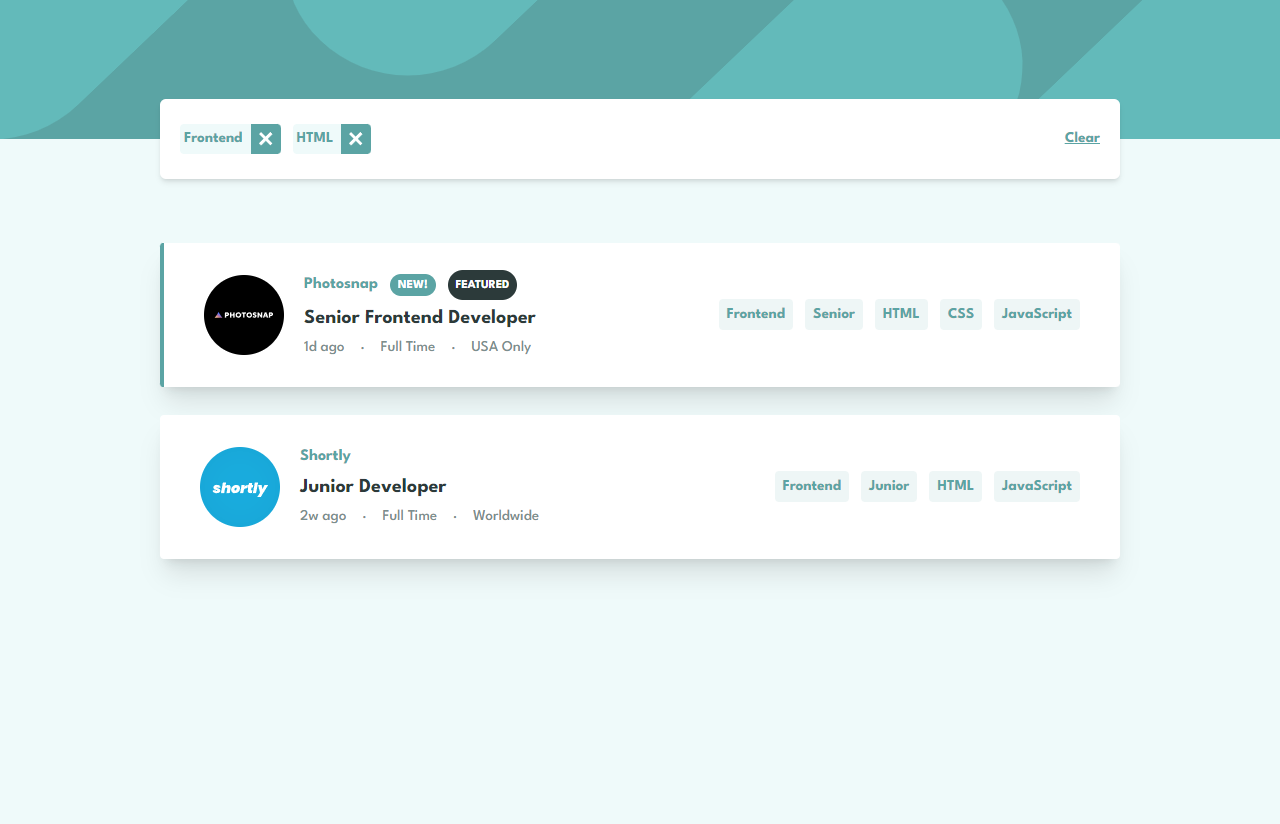 Frontend HTML Clear
Photosnap NEW! FEATURED
PHOTOSNAP
Senior Frontend Developer
1d ago · Full Time · USA Only
Frontend Senior HTML CSS JavaScript
Shortly
shortly
Junior Developer
2w ago · Full Time · Worldwide
Frontend Junior HTML JavaScript